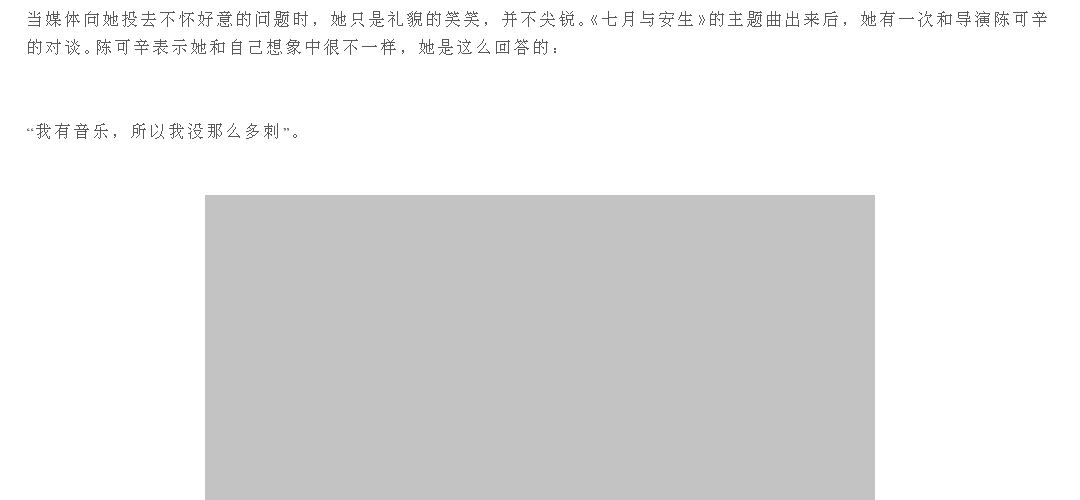 当媒体向她投去不怀好意的问题时，她只是礼貌的笑笑，并不尖锐。《七月与安生》的主题曲出来后，她有一次和导演陈可辛
的对谈。陈可辛表示她和自己想象中很不一样，她是这么回答的：
“我有音乐，所以我没那么多刺”。